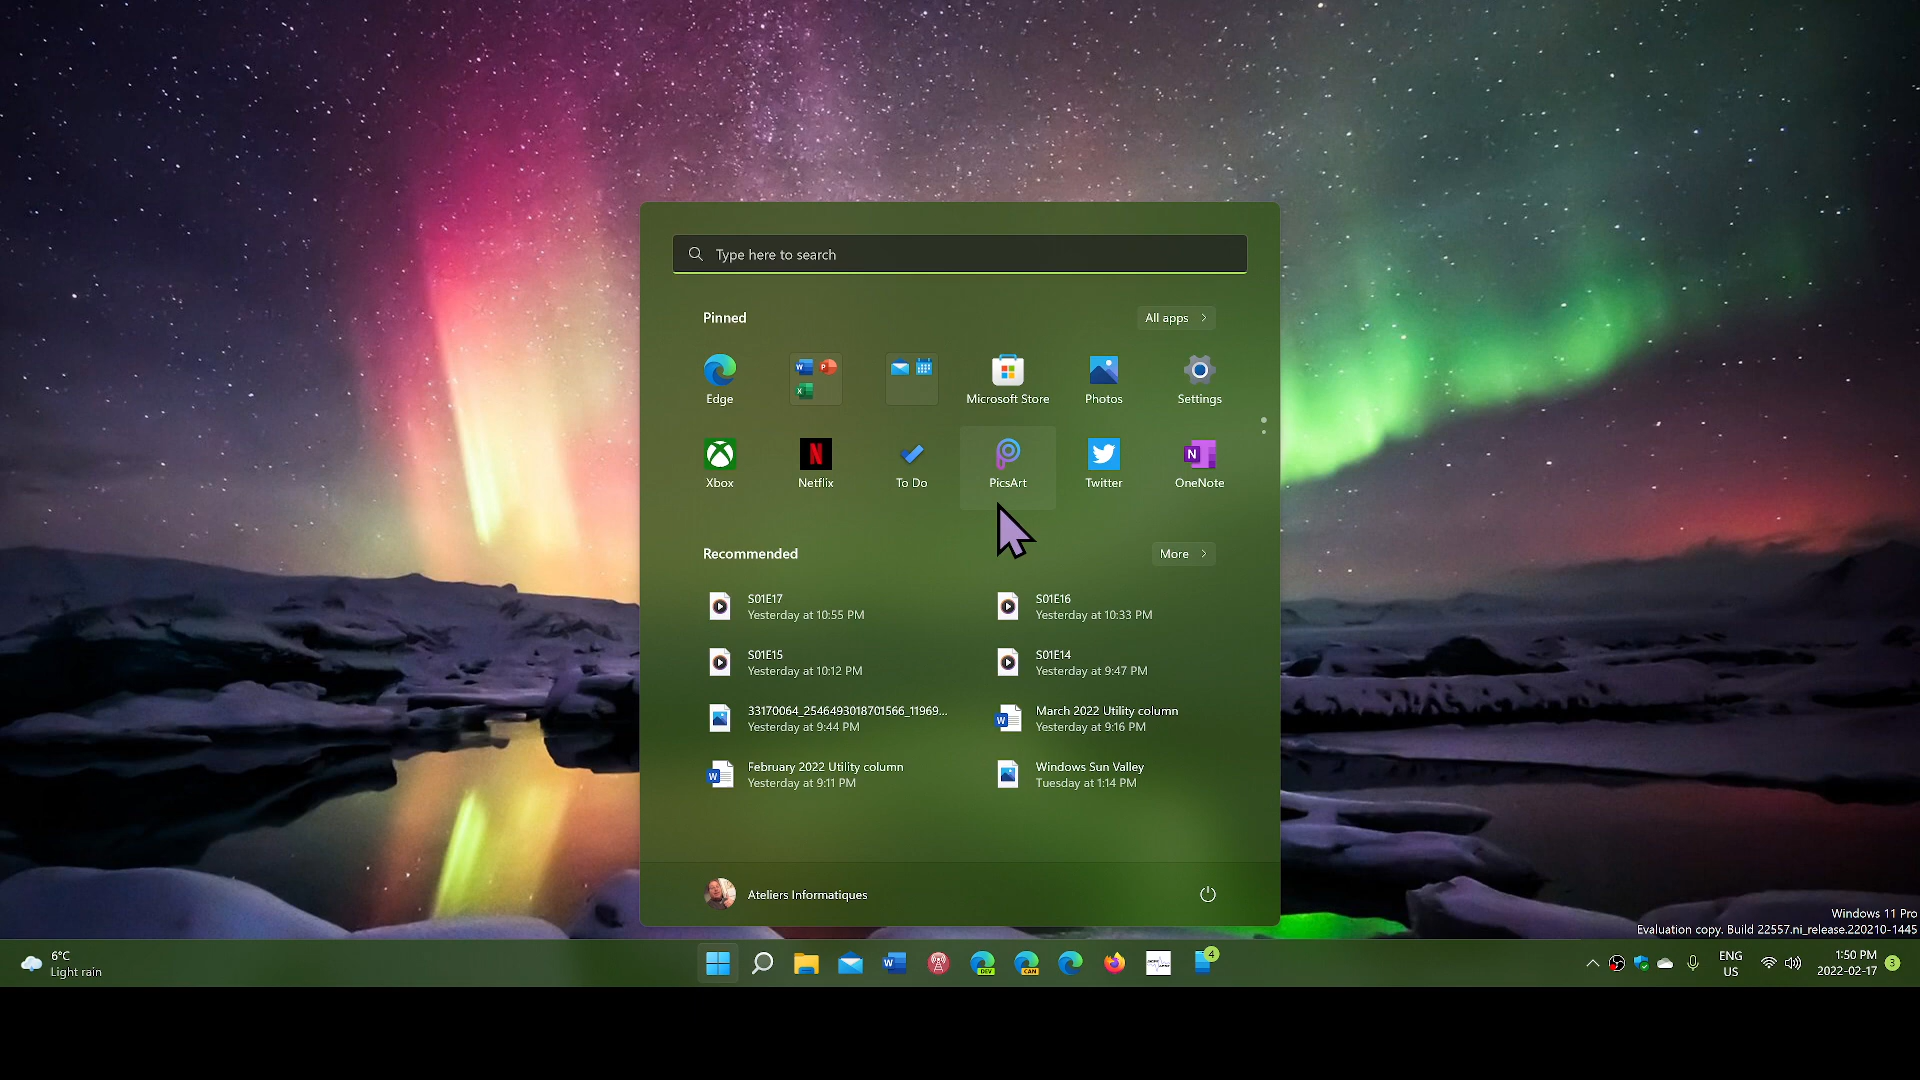 Type here to search
Pinned
All apps
Edge
Microsoft Store
Photos
Settings
Xbox
Netflix
To Do
PicsArt
Twitter
OneNote
Recommended
More
S01E17
Yesterday at 10:55 PM
S01E16
Yesterday at 10:33 PM
S01E15
Yesterday at 10:12 PM
S01E14
Yesterday at 9:47 PM
33170064_2546493018701566_11969...
Yesterday at 9:44 PM
March 2022 Utility column
Yesterday at 9:16 PM
February 2022 Utility column
Yesterday at 9:11 PM
Windows Sun Valley
Tuesday at 1:14 PM
Ateliers Informatiques
Windows 11 Pro
Evaluation copy. Build 22557.ni_release.220210-1445
6°C
Light rain
DEV
CAN
4
ENG
US
1:50 PM
2022-02-17
3